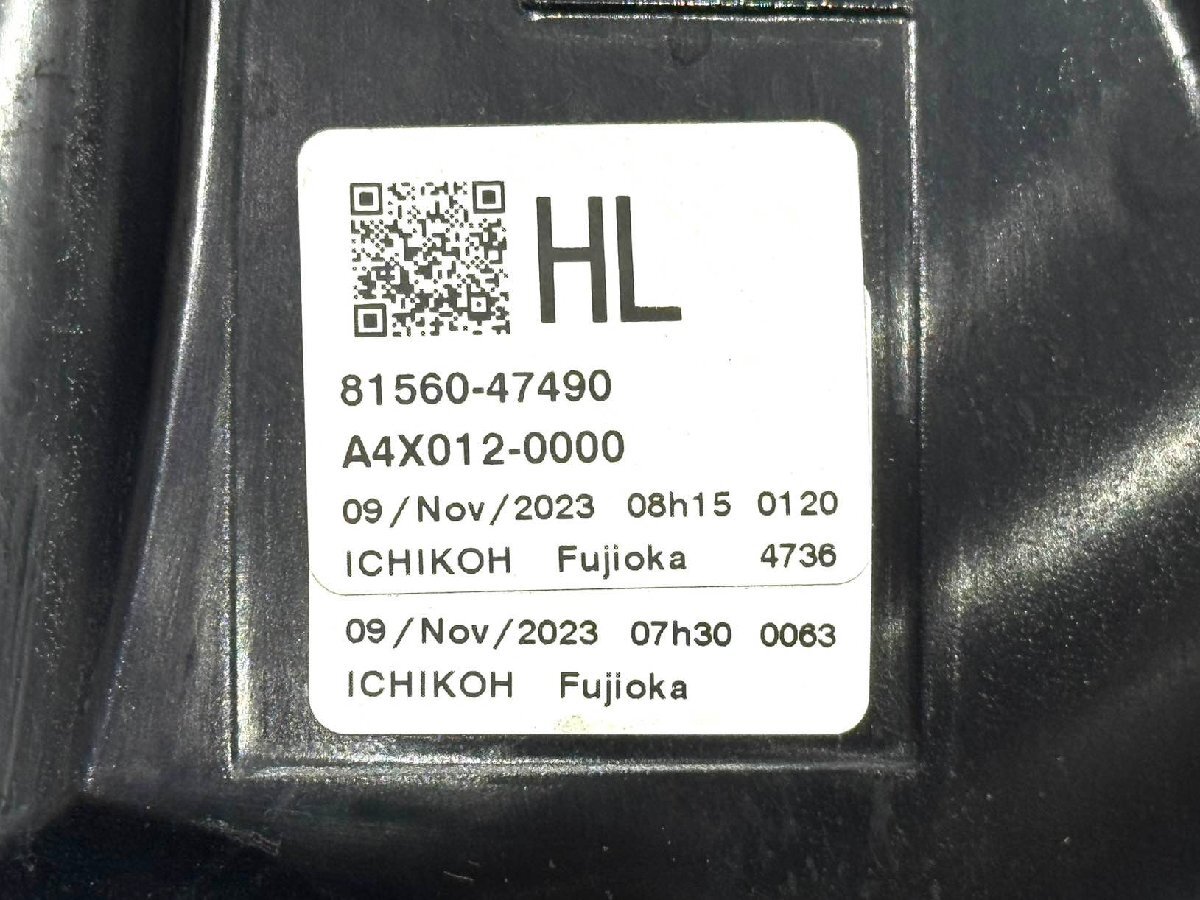 HL
81560-47490
A4X012-0000
09/Nov/2023 08h15 0120
ICHIKOH Fujioka 4736
09/Nov/2023 07h30 0063
ICHIKOH Fujioka